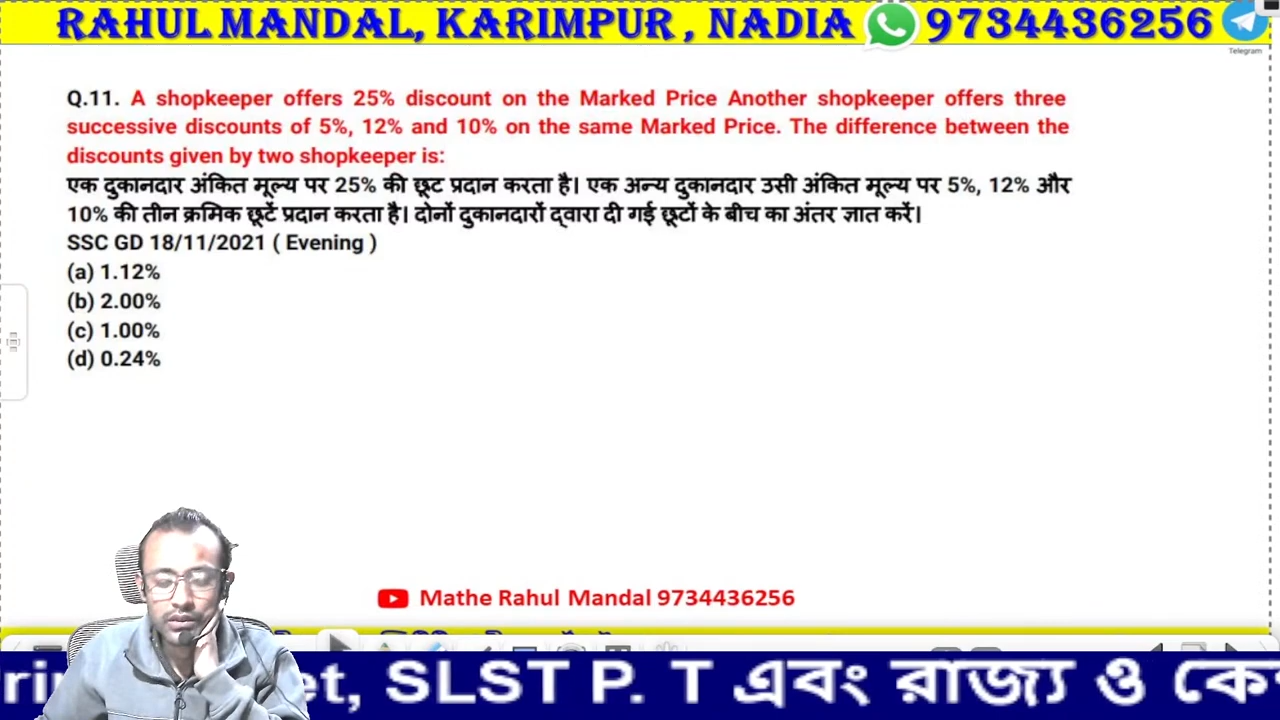 RAHUL MANDAL, KARIMPUR , NADIA 9734436256
Telegram
Q.11. A shopkeeper offers 25% discount on the Marked Price Another shopkeeper offers three
successive discounts of 5%, 12% and 10% on the same Marked Price. The difference between the
discounts given by two shopkeeper is:
एक दुकानदार अंकित मूल्य पर 25% की छूट प्रदान करता है। एक अन्य दुकानदार उसी अंकित मूल्य पर 5%, 12% और
10% की तीन क्रमिक छूटें प्रदान करता है। दोनों दुकानदारों द्वारा दी गई छूटों के बीच का अंतर ज्ञात करें।
SSC GD 18/11/2021 ( Evening )
(a) 1.12%
(b) 2.00%
(c) 1.00%
(d) 0.24%
Mathe Rahul Mandal 9734436256
SLST P. T এবং রাজ্য ও